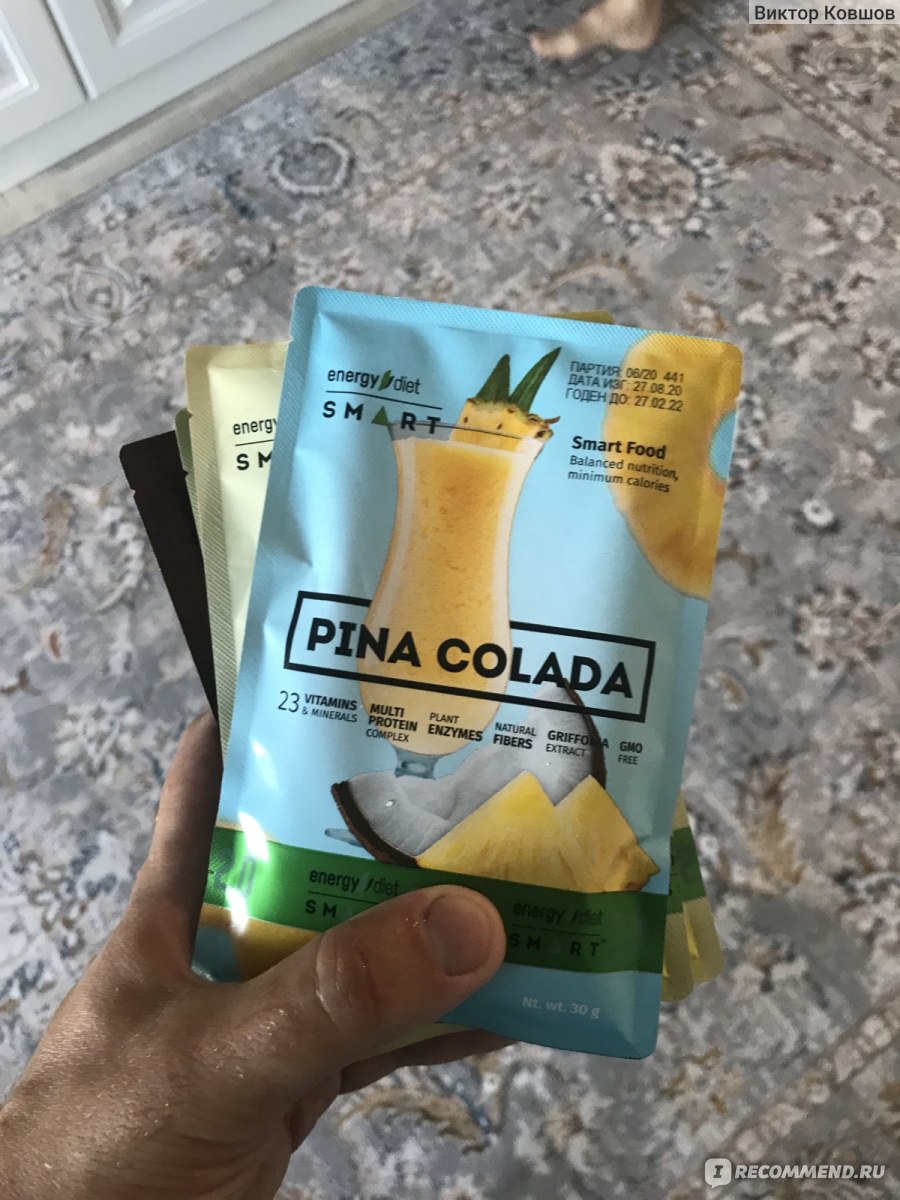 Виктор Ковшов
energy diet
SMART
ПАРТИЯ: 06/20 441
ДАТА ИЗГ: 27.08.20
ГОДЕН ДО: 27.02.22
Smart Food
Balanced nutrition,
minimum calories
energy
SM
PINA COLADA
23 VITAMINS
& MINERALS
MULTI
PROTEIN
COMPLEX
PLANT
ENZYMES
NATURAL
FIBERS
GRIFFONIA
EXTRACT
GMO
FREE
energy diet
SM
energy diet
SMART
Nt. wt. 30 g
IRECOMMEND.RU